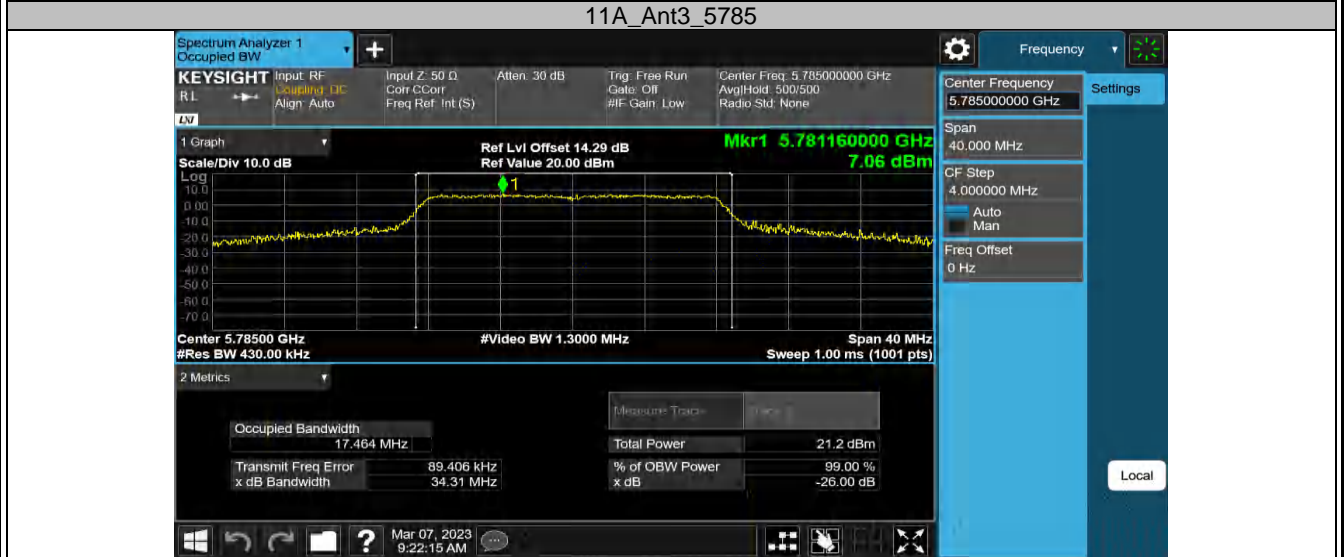 11A_Ant3_5785
Spectrum Analyzer 1
Occupied BW
Frequency
KEYSIGHT
RL
LXI
Input: RF
Coupling: DC
Align: Auto
Input Z: 50 Ω
Corr CCorr
Freq Ref: Int (S)
Atten: 30 dB
Trig: Free Run
Gate: Off
#IF Gain: Low
Center Freq: 5.785000000 GHz
Avg|Hold: 500/500
Radio Std: None
Center Frequency
5.785000000 GHz
Settings
Span
40.000 MHz
CF Step
4.000000 MHz
Auto
Man
Freq Offset
0 Hz
1 Graph
Scale/Div 10.0 dB
Ref Lvl Offset 14.29 dB
Ref Value 20.00 dBm
Mkr1 5.781160000 GHz
7.06 dBm
Log
10.0
0.00
-10.0
-20.0
-30.0
-40.0
-50.0
-60.0
-70.0
1
Center 5.78500 GHz
#Res BW 430.00 kHz
#Video BW 1.3000 MHz
Span 40 MHz
Sweep 1.00 ms (1001 pts)
2 Metrics
Measure Trace
Occupied Bandwidth
17.464 MHz
Total Power 21.2 dBm
Transmit Freq Error 89.406 kHz
% of OBW Power 99.00 %
x dB Bandwidth 34.31 MHz
x dB -26.00 dB
Local
?
Mar 07, 2023
9:22:15 AM